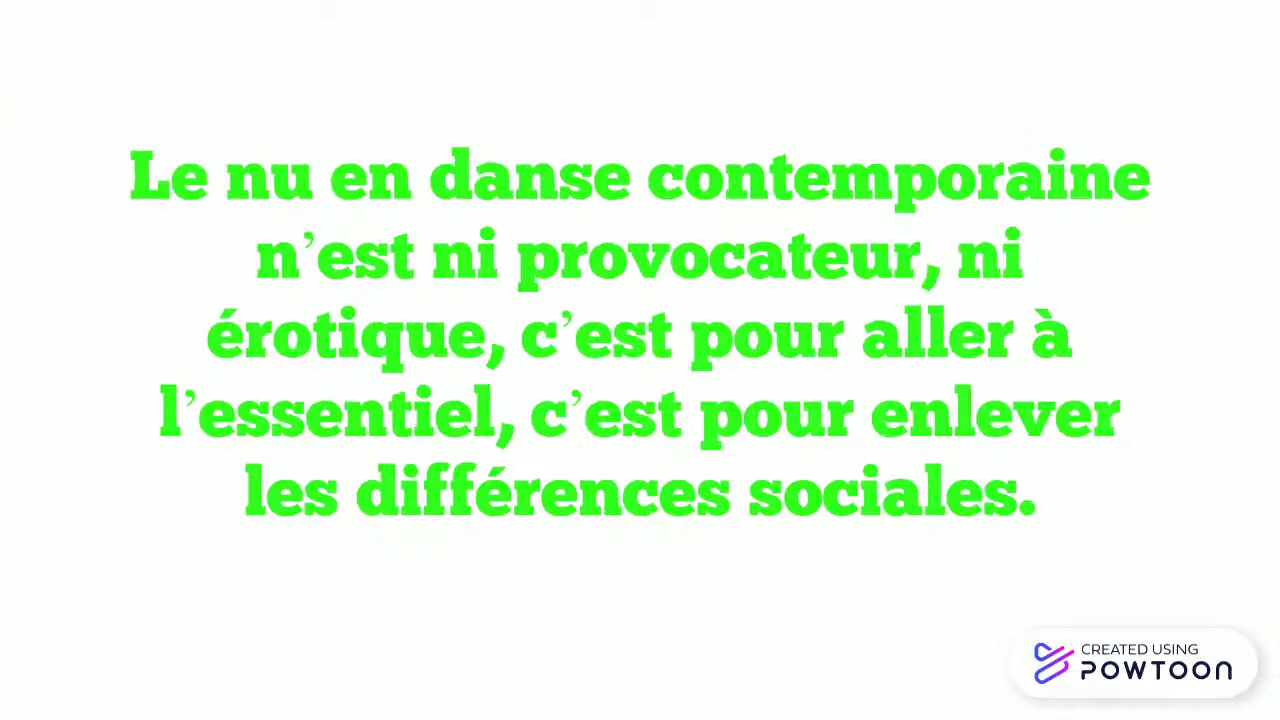 Le nu en danse contemporaine
n’est ni provocateur, ni
érotique, c’est pour aller à
l’essentiel, c’est pour enlever
les différences sociales.
CREATED USING
POWTOON